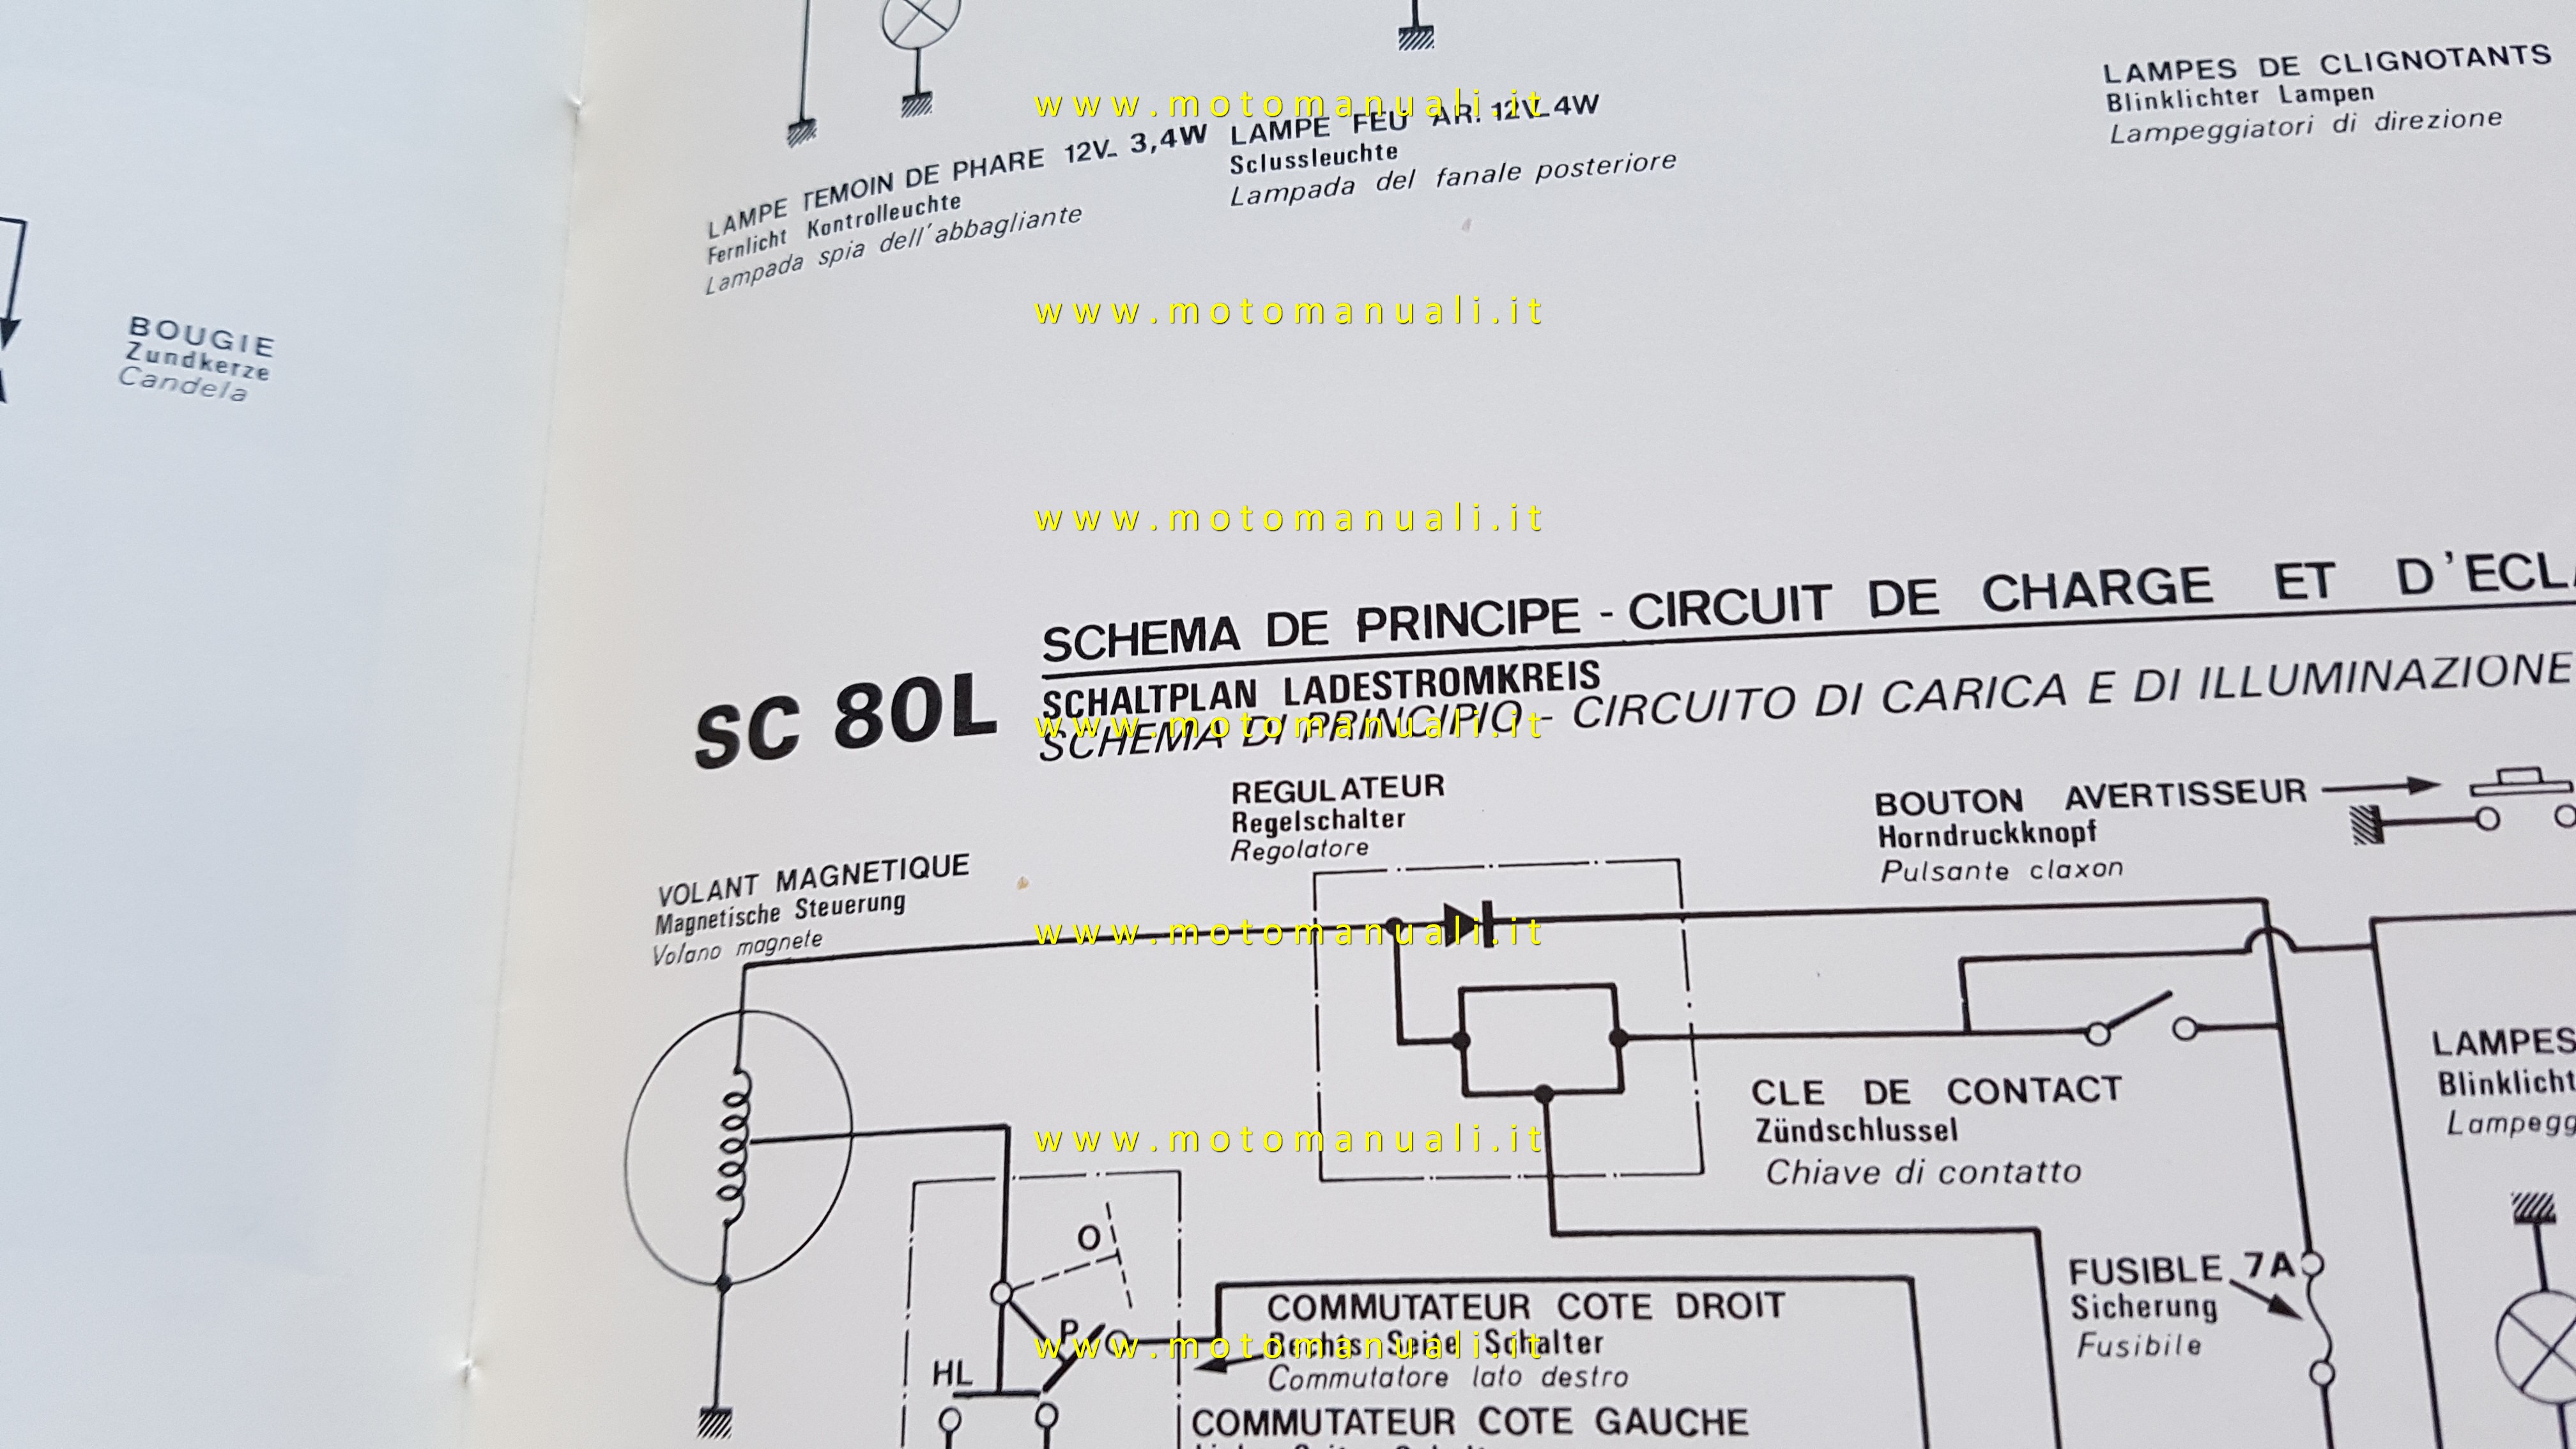 BOUGIE
Zundkerze
Candela
LAMPE TEMOIN DE PHARE 12V_ 3,4W
Fernlicht Kontrolleuchte
Lampada spia dell'abbagliante
LAMPE FEU AR. 12V_4W
Sclussleuchte
Lampada del fanale posteriore
LAMPES DE CLIGNOTANTS
Blinklichter Lampen
Lampeggiatori di direzione
www.motomanuali.it
www.motomanuali.it
www.motomanuali.it
SC 80L
SCHEMA DE PRINCIPE - CIRCUIT DE CHARGE ET D'ECL
SCHALTPLAN LADESTROMKREIS
SCHEMA DI PRINCIPIO - CIRCUITO DI CARICA E DI ILLUMINAZIONE
www.motomanuali.it
REGULATEUR
Regelschalter
Regolatore
BOUTON AVERTISSEUR
Horndruckknopf
Pulsante claxon
VOLANT MAGNETIQUE
Magnetische Steuerung
Volano magnete
www.motomanuali.it
CLE DE CONTACT
Zündschlussel
Chiave di contatto
LAMPES
Blinklicht
Lampegg
www.motomanuali.it
O
P
HL
COMMUTATEUR COTE DROIT
Rechts Seite Schalter
Commutatore lato destro
www.motomanuali.it
FUSIBLE 7A
Sicherung
Fusibile
COMMUTATEUR COTE GAUCHE